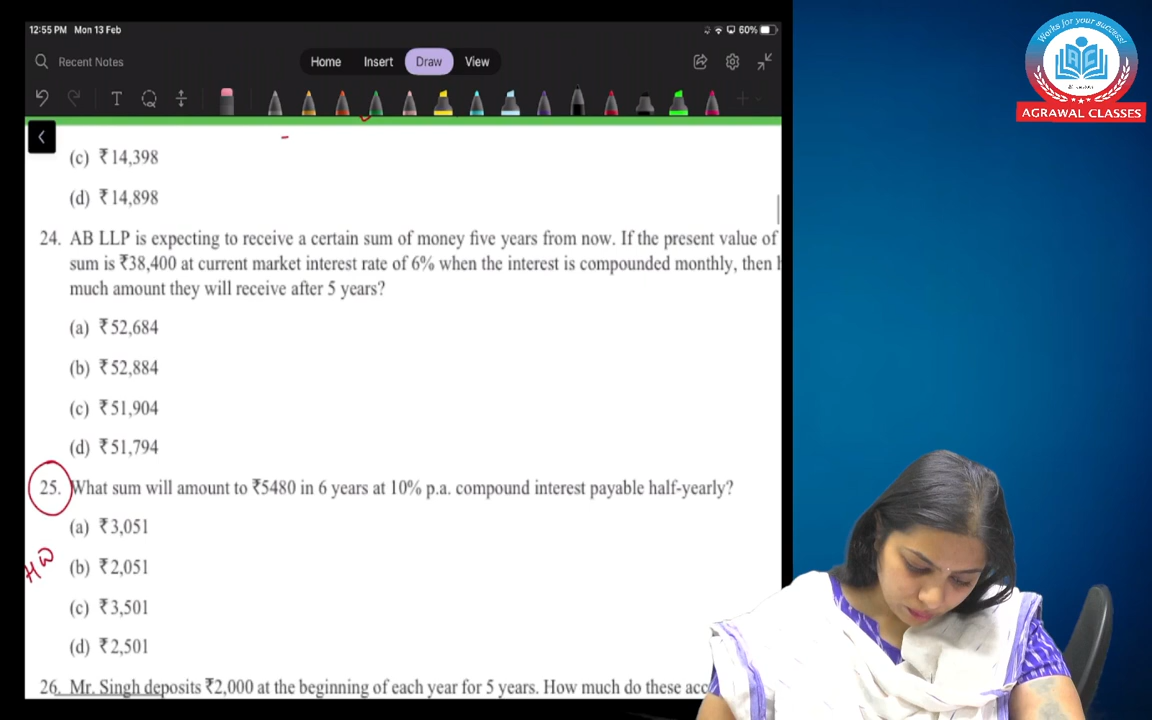 12:55 PM Mon 13 Feb
60%
Recent Notes
Home Insert Draw View
Works for your success!
AC
AGRAWAL CLASSES
(c) ₹14,398
(d) ₹14,898
24. AB LLP is expecting to receive a certain sum of money five years from now. If the present value of
sum is ₹38,400 at current market interest rate of 6% when the interest is compounded monthly, then
much amount they will receive after 5 years?
(a) ₹52,684
(b) ₹52,884
(c) ₹51,904
(d) ₹51,794
25. What sum will amount to ₹5480 in 6 years at 10% p.a. compound interest payable half-yearly?
(a) ₹3,051
HW
(b) ₹2,051
(c) ₹3,501
(d) ₹2,501
26. Mr. Singh deposits ₹2,000 at the beginning of each year for 5 years. How much do these acc